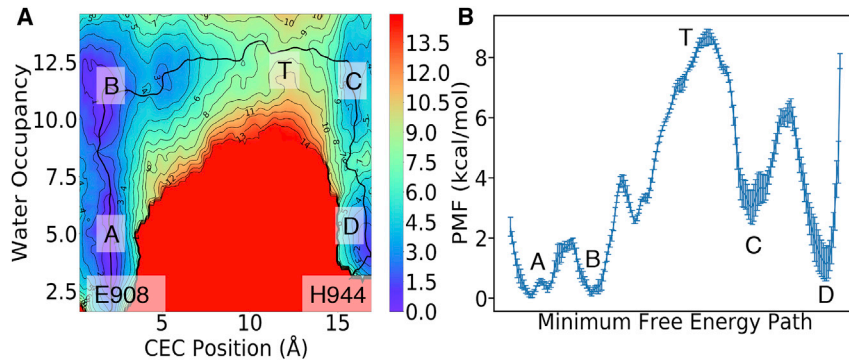 A
B
Water Occupancy
12.5
10.0
7.5
5.0
2.5
B
T
C
A
D
E908
H944
5
10
15
CEC Position (Å)
13.5
12.0
10.5
9.0
7.5
6.0
4.5
3.0
1.5
0.0
PMF (kcal/mol)
8
6
4
2
0
T
A
B
C
D
Minimum Free Energy Path